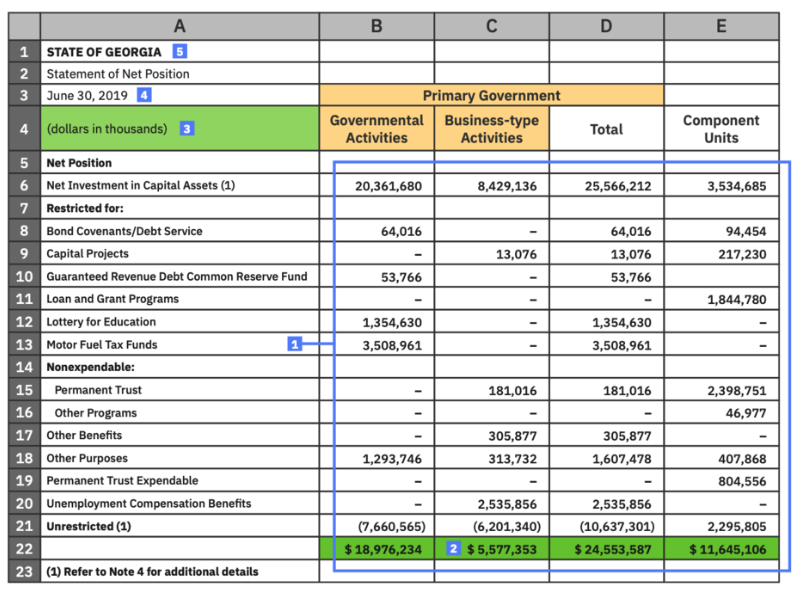 A B C D E
1 STATE OF GEORGIA 5
2 Statement of Net Position
3 June 30, 2019 4 Primary Government
4 (dollars in thousands) 3 Governmental Activities Business-type Activities Total Component Units
5 Net Position
6 Net Investment in Capital Assets (1) 20,361,680 8,429,136 25,566,212 3,534,685
7 Restricted for:
8 Bond Covenants/Debt Service 64,016 – 64,016 94,454
9 Capital Projects – 13,076 13,076 217,230
10 Guaranteed Revenue Debt Common Reserve Fund 53,766 – 53,766
11 Loan and Grant Programs – – – 1,844,780
12 Lottery for Education 1,354,630 – 1,354,630 –
13 Motor Fuel Tax Funds 1 3,508,961 – 3,508,961 –
14 Nonexpendable:
15 Permanent Trust – 181,016 181,016 2,398,751
16 Other Programs – – – 46,977
17 Other Benefits – 305,877 305,877 –
18 Other Purposes 1,293,746 313,732 1,607,478 407,868
19 Permanent Trust Expendable – – – 804,556
20 Unemployment Compensation Benefits – 2,535,856 2,535,856 –
21 Unrestricted (1) (7,660,565) (6,201,340) (10,637,301) 2,295,805
22 $ 18,976,234 2 $ 5,577,353 $ 24,553,587 $ 11,645,106
23 (1) Refer to Note 4 for additional details